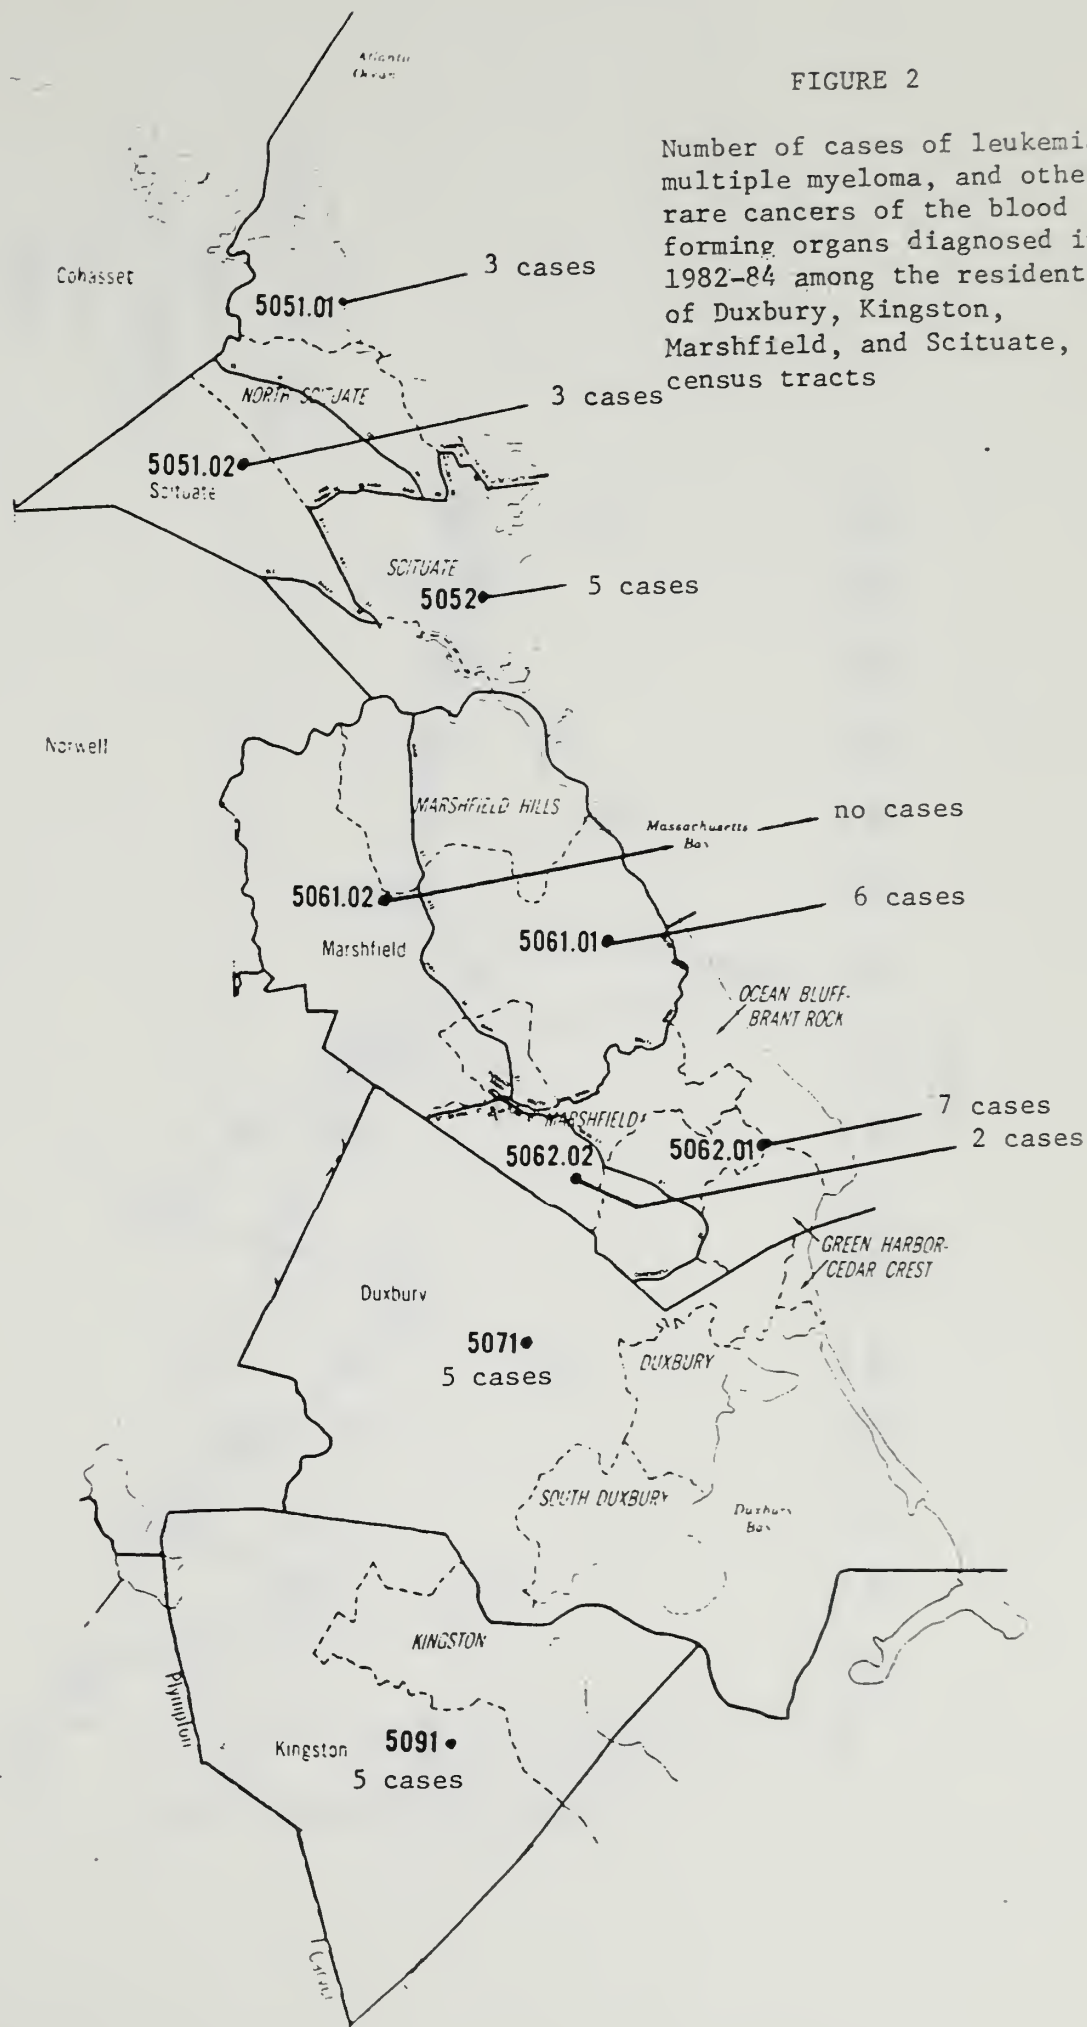 FIGURE 2
Atlantic
Ocean
Number of cases of leukemia
multiple myeloma, and othe
rare cancers of the blood
forming organs diagnosed i
1982-84 among the resident
of Duxbury, Kingston,
Marshfield, and Scituate,
census tracts
Cohasset
3 cases
5051.01
NORTH SCITUATE
3 cases
5051.02
Scituate
SCITUATE
5052
5 cases
Norwell
MARSHFIELD HILLS
Massachusetts
Bay
no cases
5061.02
6 cases
5061.01
Marshfield
OCEAN BLUFF-
BRANT ROCK
7 cases
MARSHFIELD
2 cases
5062.02
5062.01
GREEN HARBOR-
CEDAR CREST
Duxbury
5071
5 cases
DUXBURY
SOUTH DUXBURY
Duxbury
Bay
KINGSTON
Plympton
Kingston 5091
5 cases
Carver